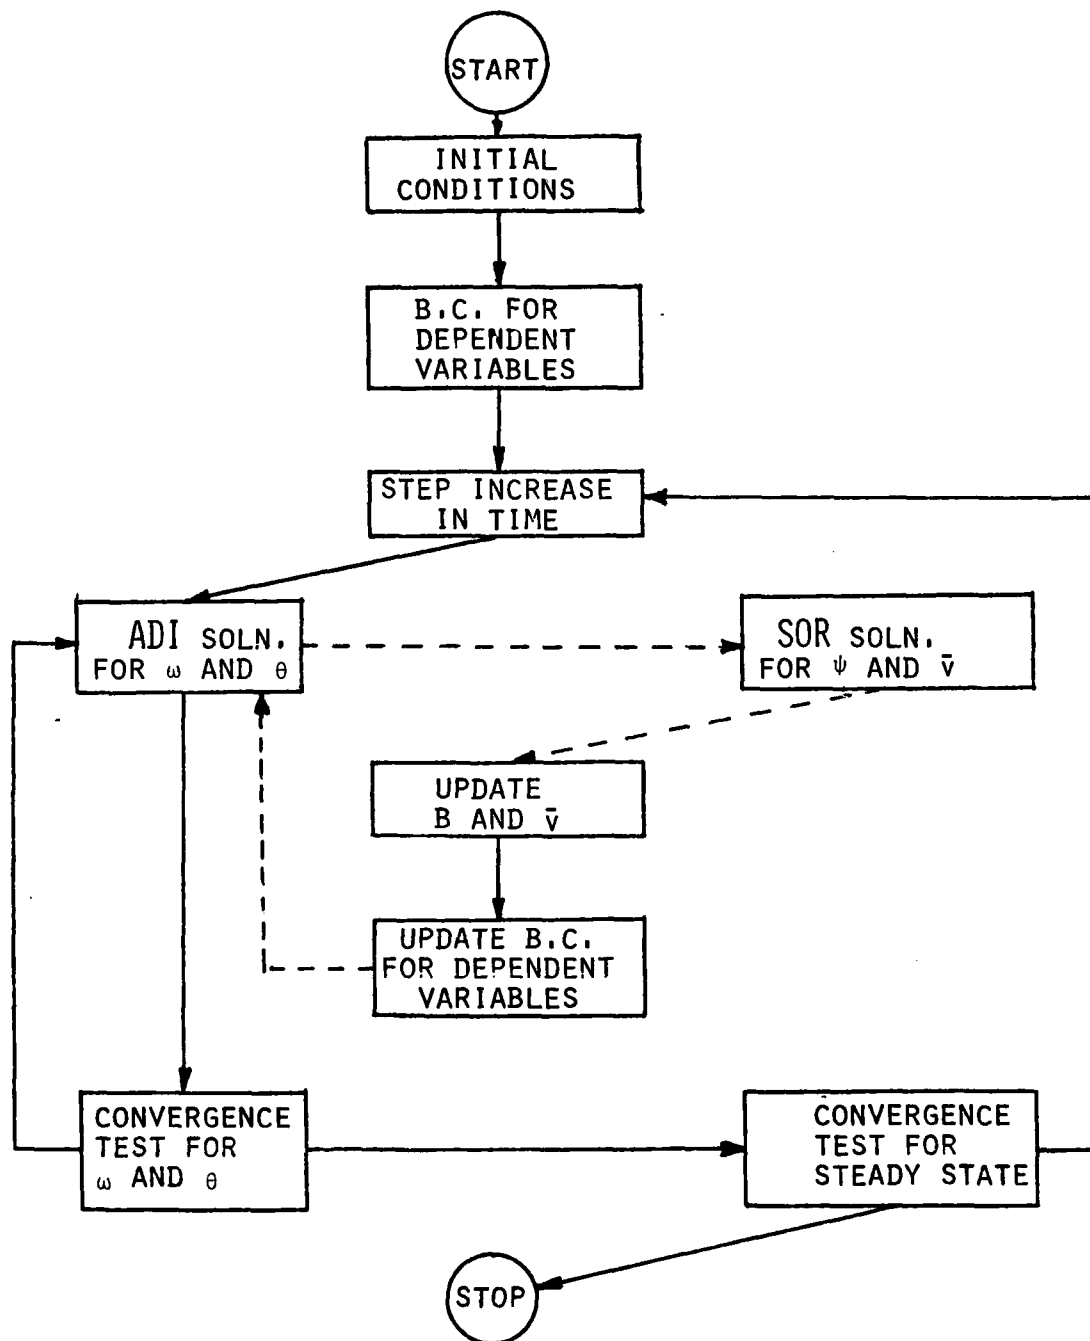 START
INITIAL
CONDITIONS
B.C. FOR
DEPENDENT
VARIABLES
STEP INCREASE
IN TIME
ADI SOLN.
FOR ω AND θ
SOR SOLN.
FOR ψ AND v̄
UPDATE
B AND v̄
UPDATE B.C.
FOR DEPENDENT
VARIABLES
CONVERGENCE
TEST FOR
ω AND θ
CONVERGENCE
TEST FOR
STEADY STATE
STOP